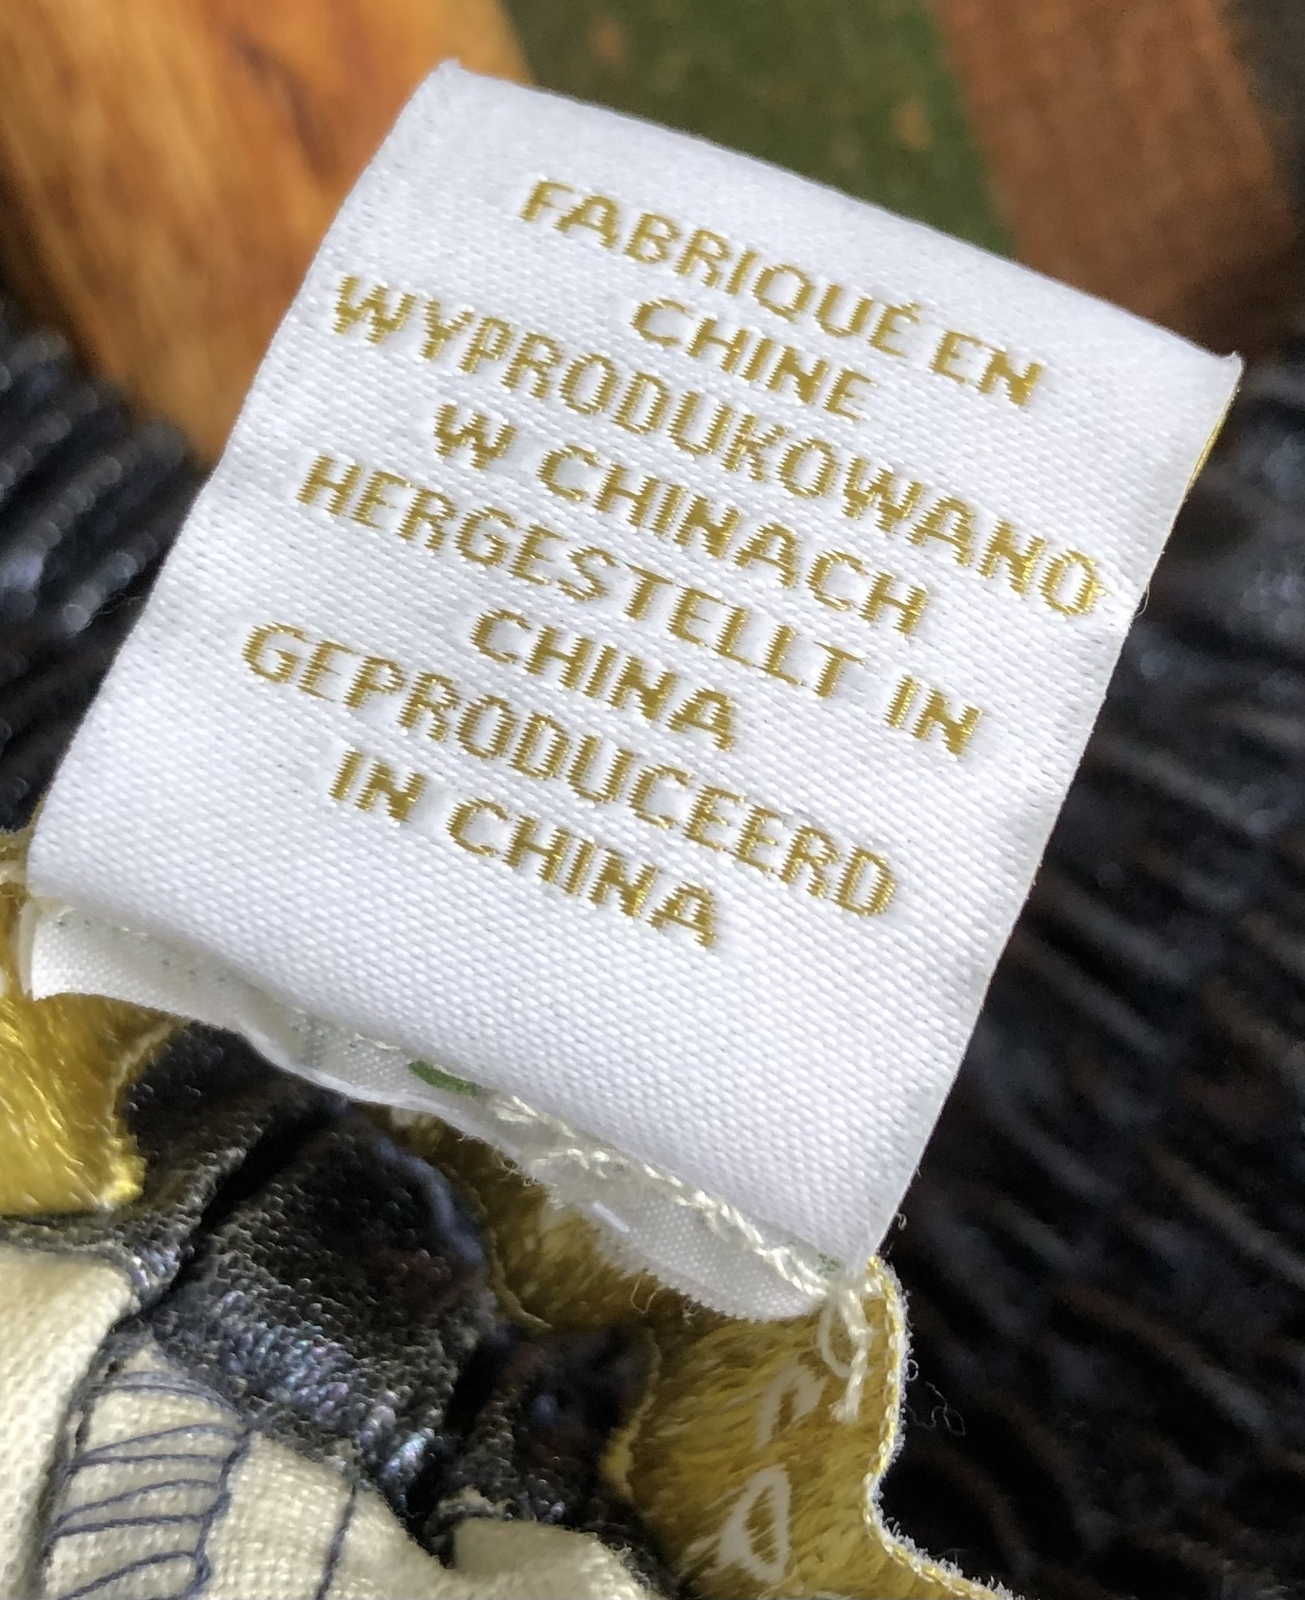 FABRIQUÉ EN
CHINE
WYPRODUKOWANO
W CHINACH
HERGESTELLT IN
CHINA
GEPRODUCEERD
IN CHINA